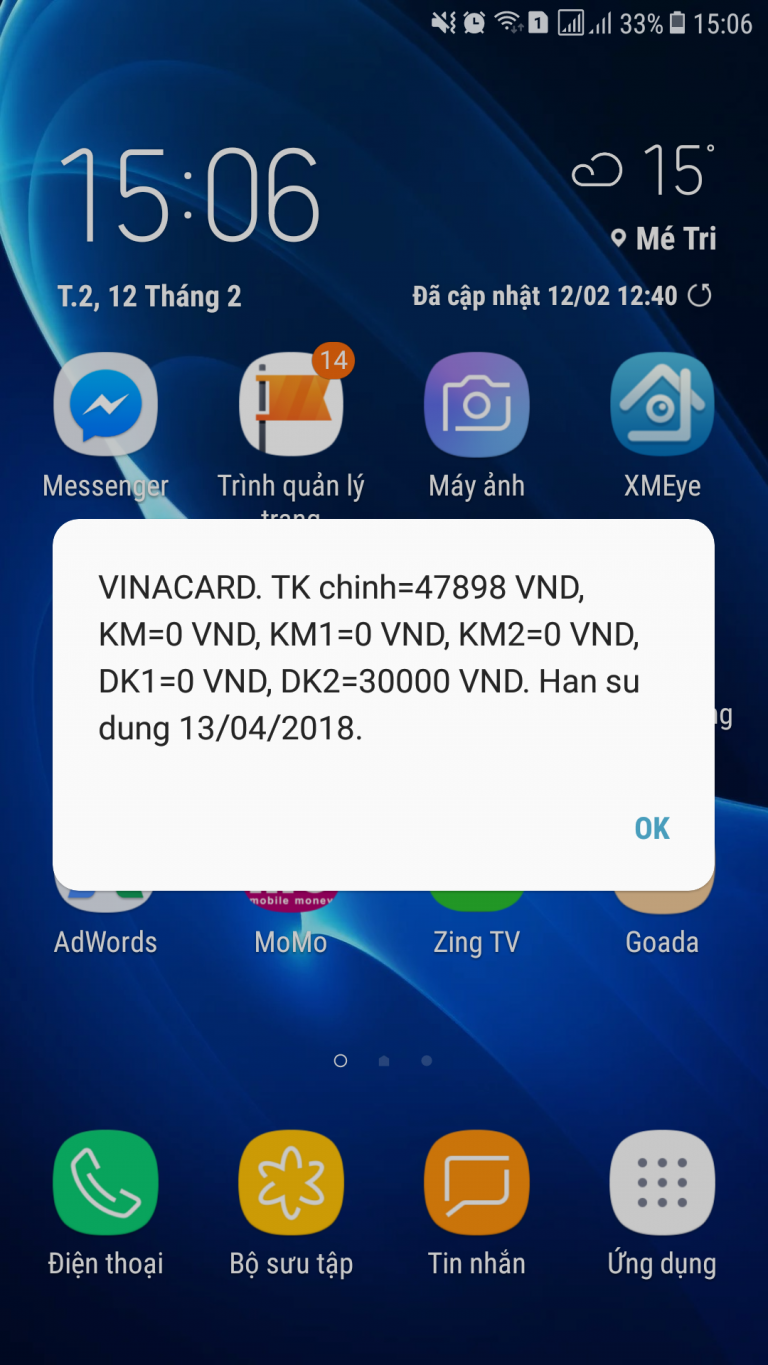 1 33% 15:06
15:06
15°
Mé Tri
T.2, 12 Tháng 2
Đã cập nhật 12/02 12:40
14
Messenger
Trình quản lý
trang
Máy ảnh
XMEye
VINACARD. TK chinh=47898 VND,
KM=0 VND, KM1=0 VND, KM2=0 VND,
DK1=0 VND, DK2=30000 VND. Han su
dung 13/04/2018.
OK
mobile money
AdWords
MoMo
Zing TV
Goada
Điện thoại
Bộ sưu tập
Tin nhắn
Ứng dụng